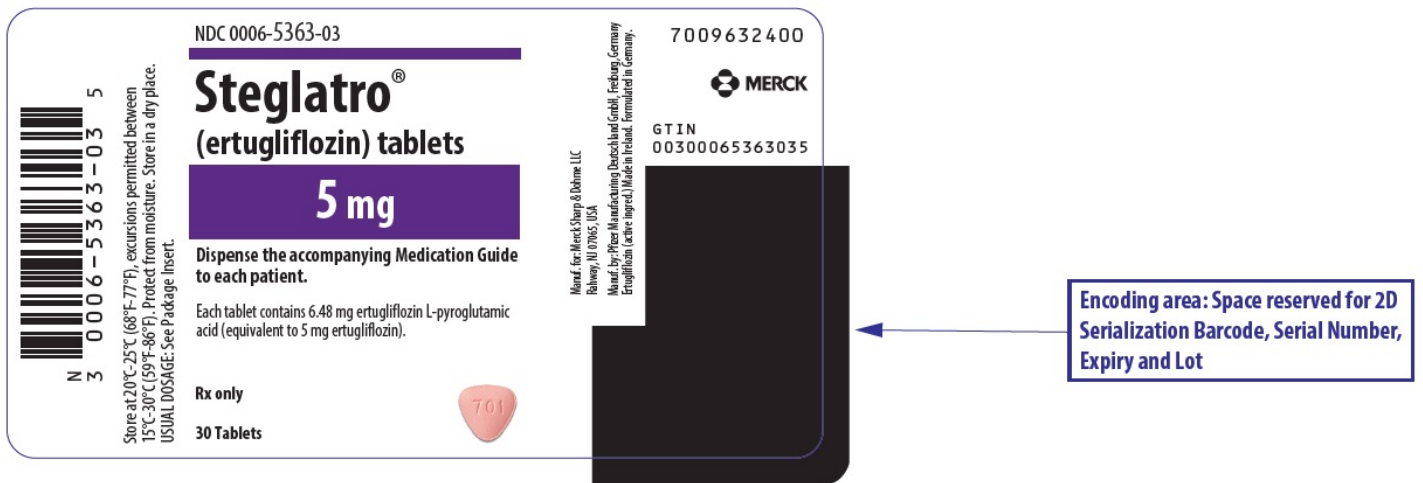 3 0006-5363-03 5
N
Store at 20°C-25°C (68°F-77°F), excursions permitted between
15°C-30°C (59°F-86°F). Protect from moisture. Store in a dry place.
USUAL DOSAGE: See Package Insert.
NDC 0006-5363-03
Steglatro®
(ertugliflozin) tablets
5 mg
Dispense the accompanying Medication Guide
to each patient.
Each tablet contains 6.48 mg ertugliflozin L-pyroglutamic
acid (equivalent to 5 mg ertugliflozin).
Rx only
30 Tablets
701
Manuf. for: Merck Sharp & Dohme LLC
Rahway, NJ 07065, USA
Manuf. by: Pfizer Manufacturing Deutschland GmbH, Freiburg, Germany
Ertugliflozin (active ingred.) Made in Ireland. Formulated in Germany.
7009632400
MERCK
GTIN
00300065363035
Encoding area: Space reserved for 2D
Serialization Barcode, Serial Number,
Expiry and Lot